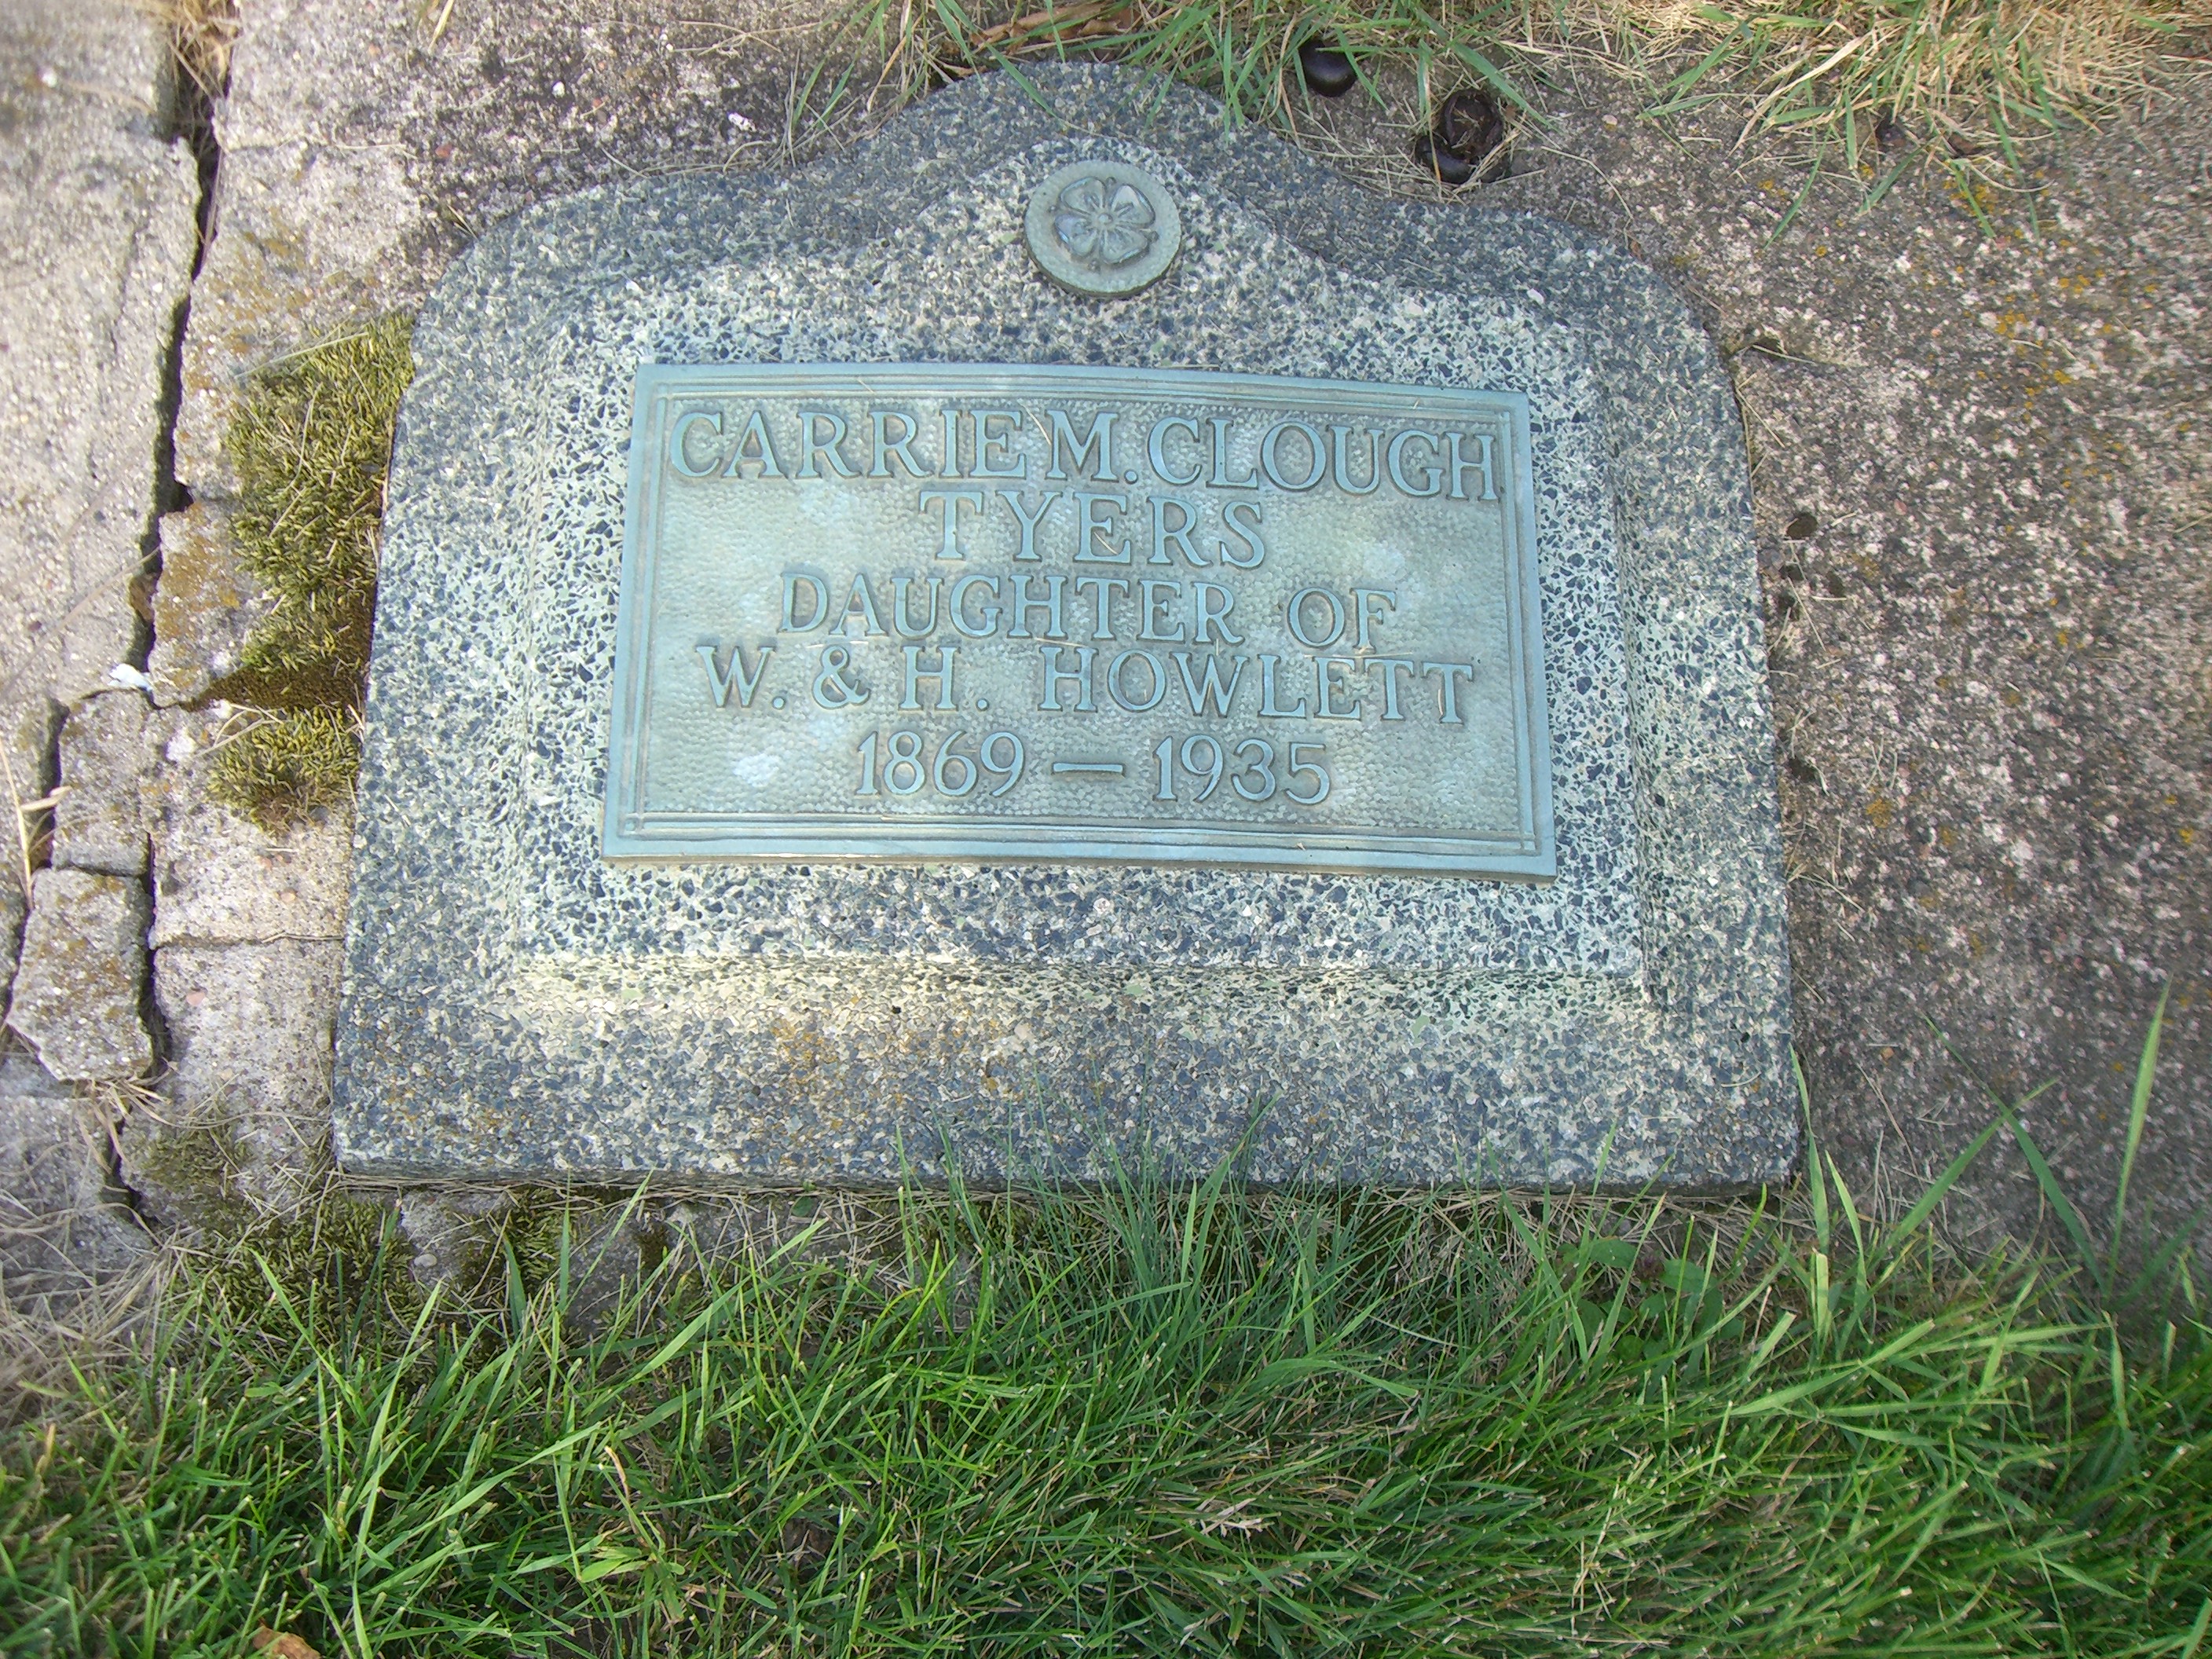 CARRIE M. CLOUGH
TYERS
DAUGHTER OF
W. & H. HOWLETT
1869 — 1935